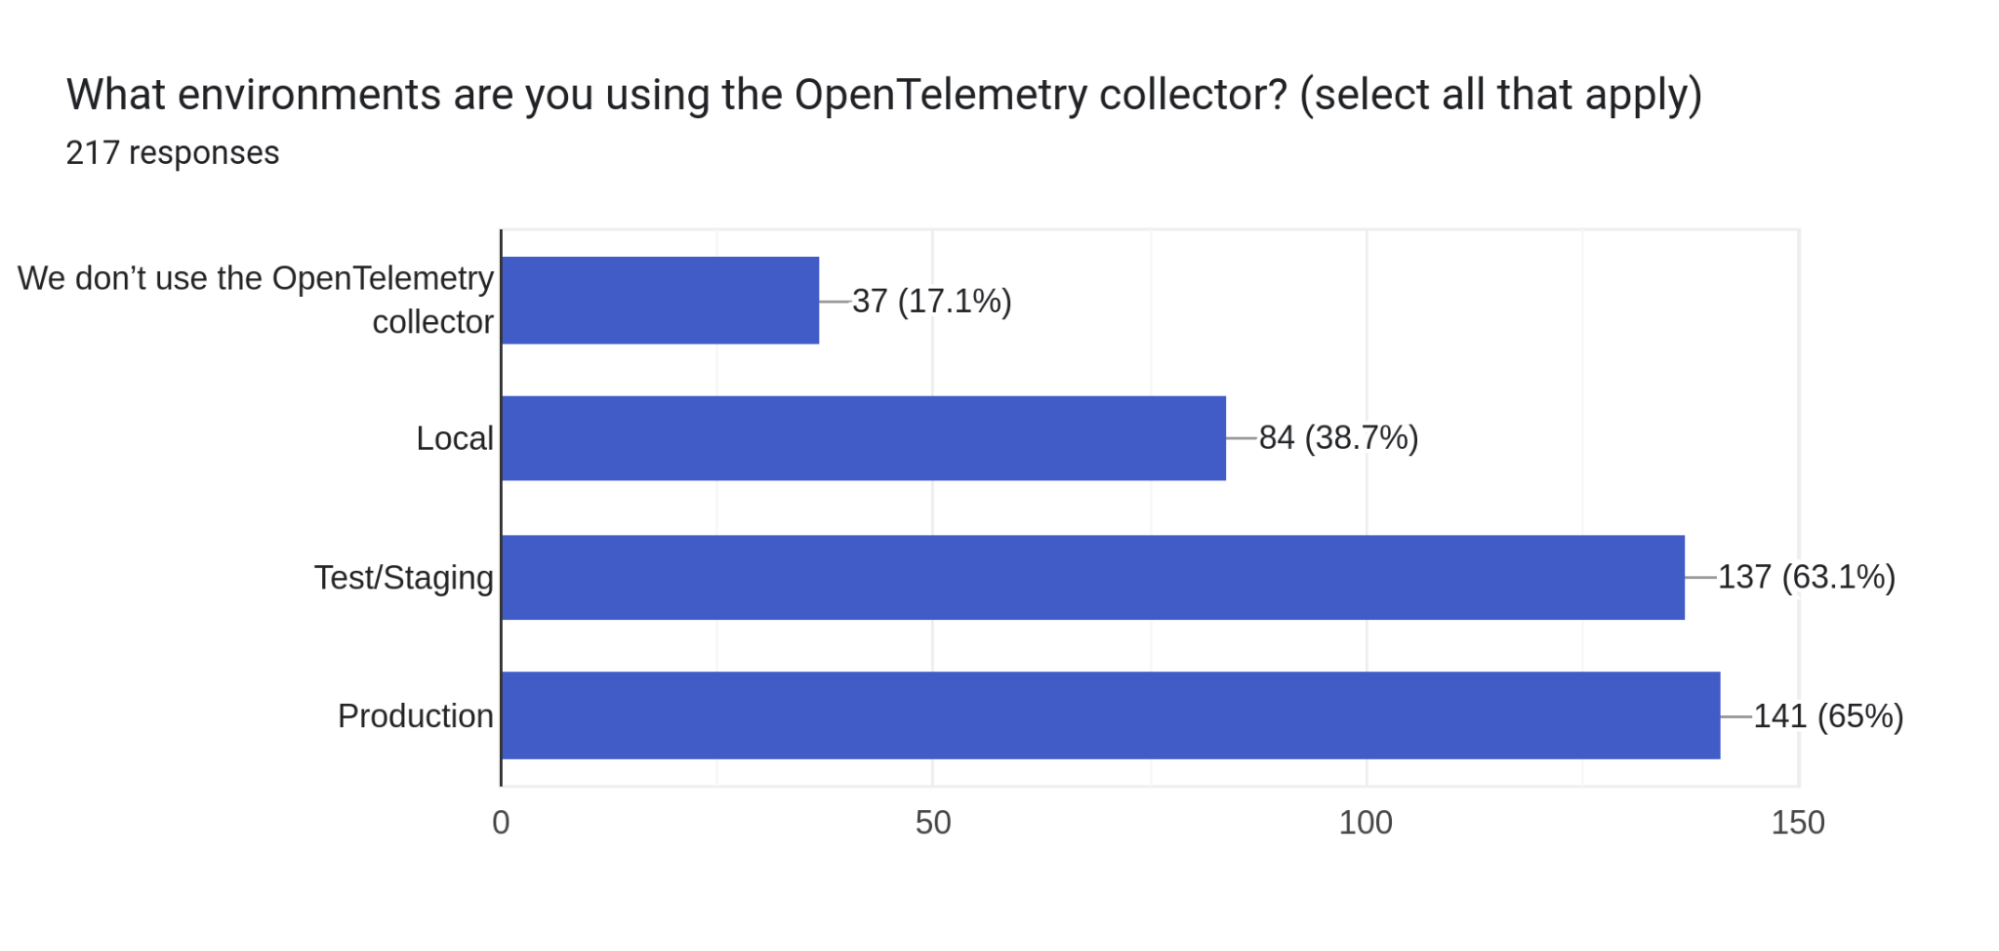 What environments are you using the OpenTelemetry collector? (select all that apply)
217 responses
We don’t use the OpenTelemetry
collector
37 (17.1%)
Local
84 (38.7%)
Test/Staging
137 (63.1%)
Production
141 (65%)
0
50
100
150